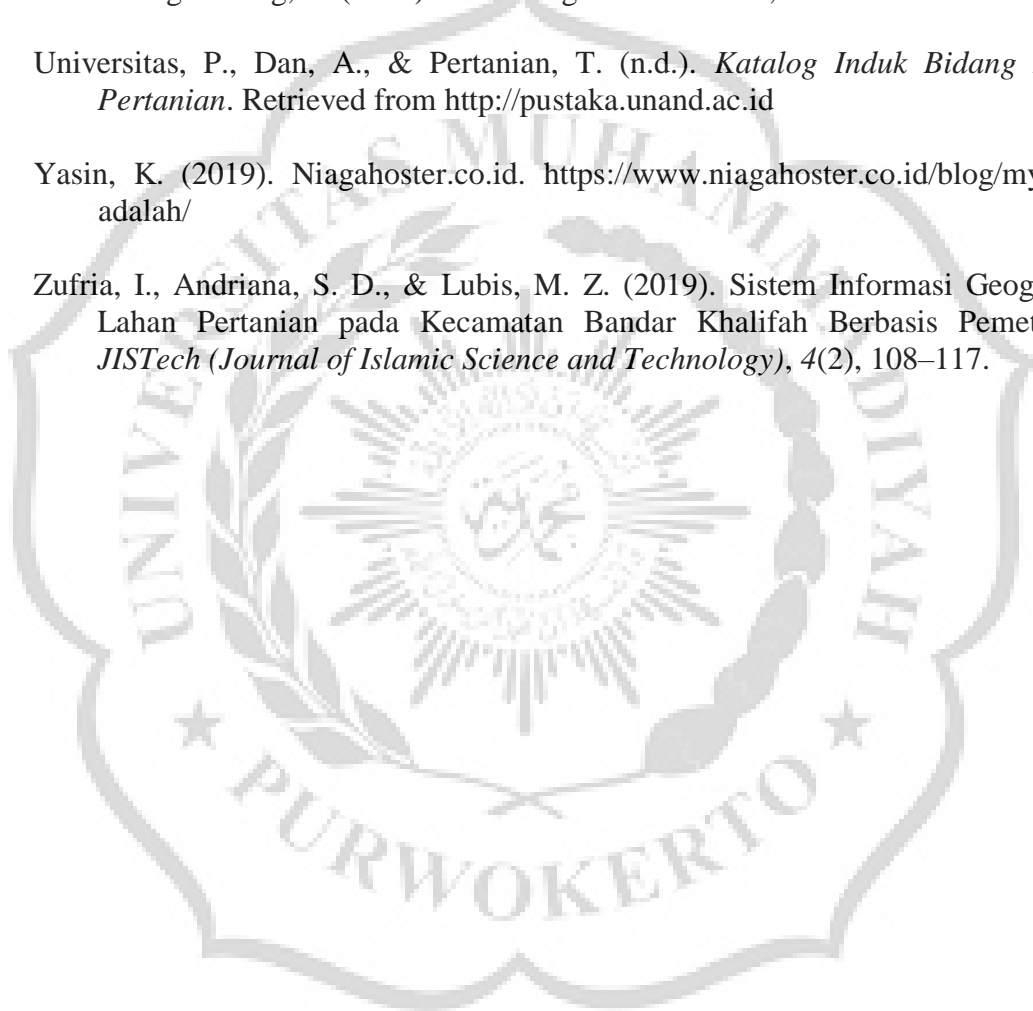 Universitas, P., Dan, A., & Pertanian, T. (n.d.). Katalog Induk Bidang
Pertanian. Retrieved from http://pustaka.unand.ac.id
Yasin, K. (2019). Niagahoster.co.id. https://www.niagahoster.co.id/blog/my
adalah/
Zufria, I., Andriana, S. D., & Lubis, M. Z. (2019). Sistem Informasi Geog
Lahan Pertanian pada Kecamatan Bandar Khalifah Berbasis Pemet
JISTech (Journal of Islamic Science and Technology), 4(2), 108–117.
UNIVERSITAS MUHAMMADIYAH
PURWOKERTO